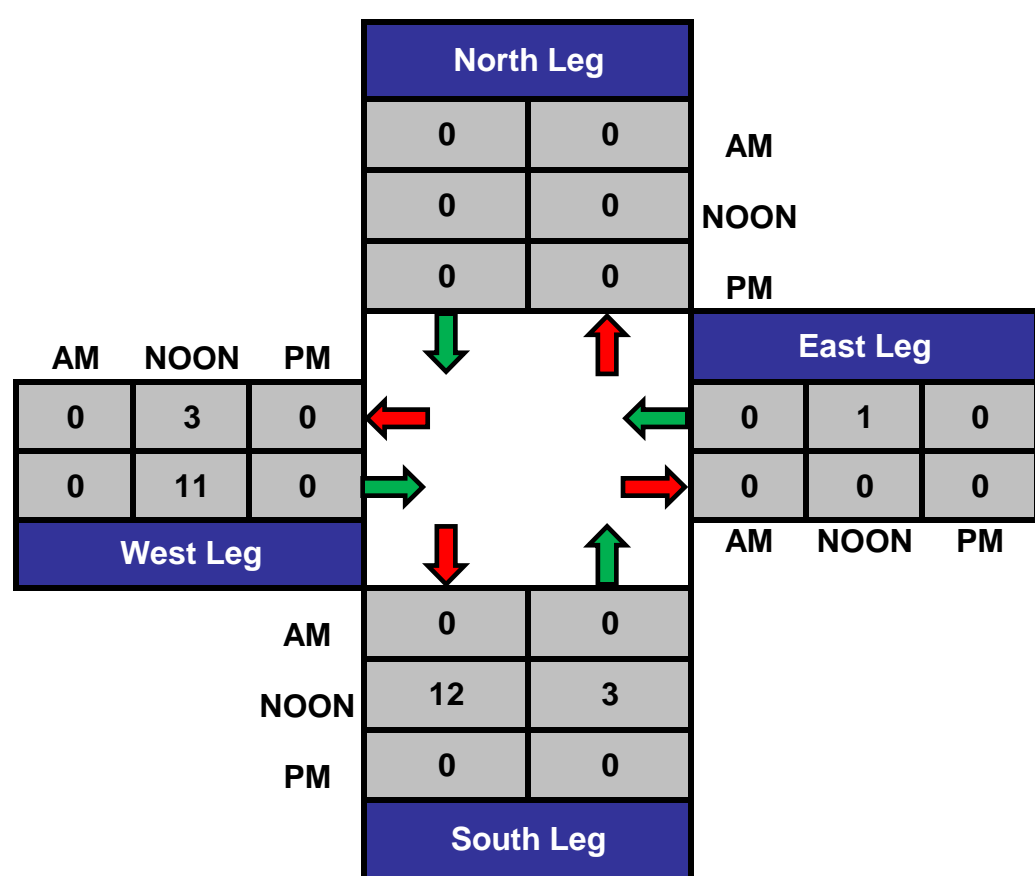 North Leg
0 0 AM
0 0 NOON
0 0 PM
East Leg
AM NOON PM
0 3 0
0 1 0
0 11 0
0 0 0
West Leg
AM NOON PM
AM 0 0
NOON 12 3
PM 0 0
South Leg